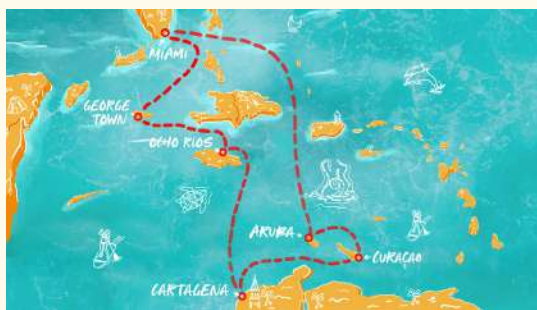 MIAMI
GEORGE
TOWN
OCHO RIOS
ARUBA
CURAÇAO
CARTAGENA